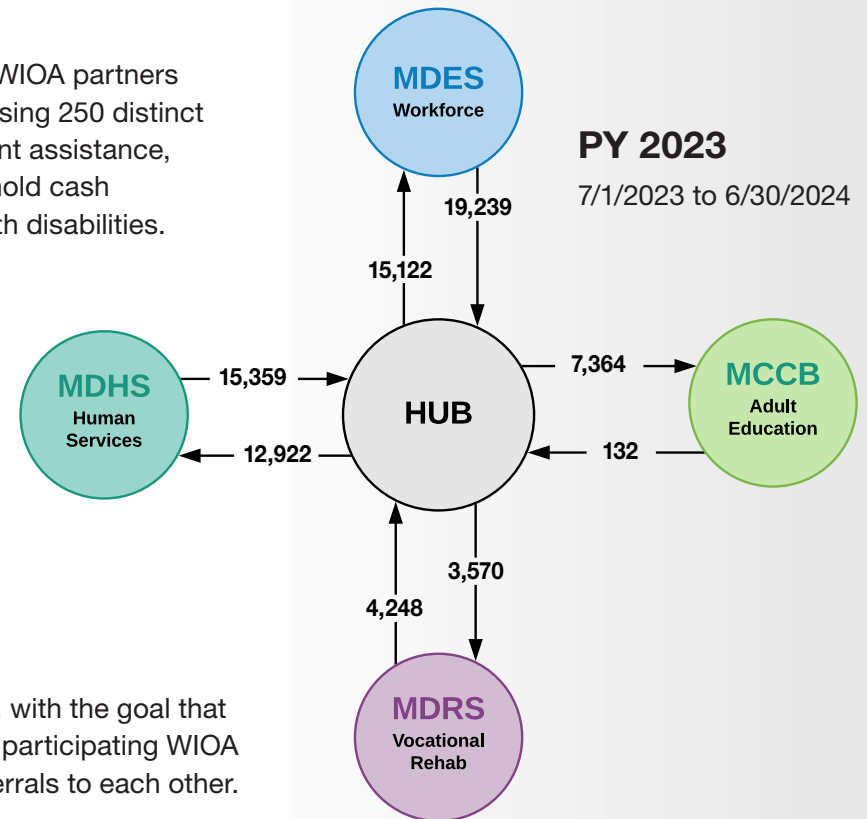 WIOA partners
sing 250 distinct
nt assistance,
hold cash
th disabilities.
PY 2023
7/1/2023 to 6/30/2024
MDES
Workforce
19,239
15,122
MDHS
Human
Services
15,359
12,922
HUB
7,364
132
MCCB
Adult
Education
3,570
4,248
MDRS
Vocational
Rehab
with the goal that
participating WIOA
errals to each other.